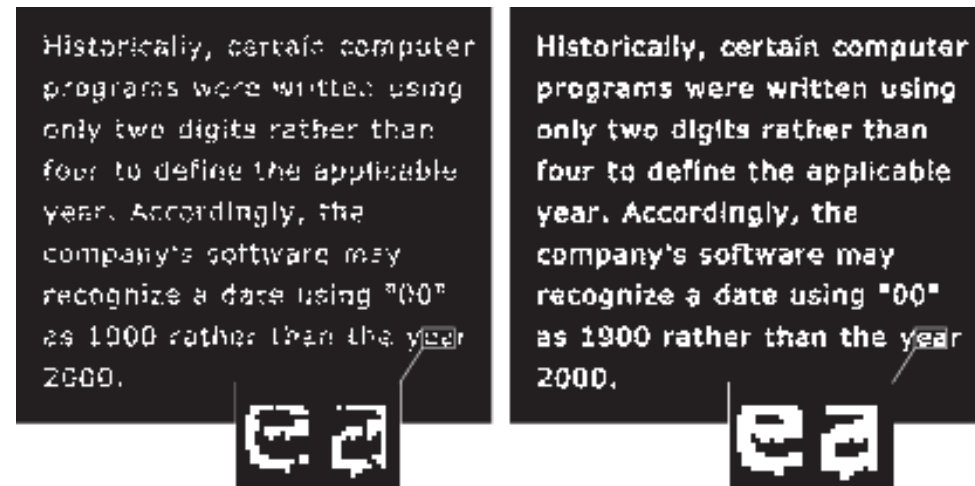 Historically, certain computer
programs were written using
only two digits rather than
four to define the applicable
year. Accordingly, the
company's software may
recognize a date using "00"
as 1900 rather than the year
2000.
e a
Historically, certain computer
programs were written using
only two digits rather than
four to define the applicable
year. Accordingly, the
company's software may
recognize a date using "00"
as 1900 rather than the year
2000.
e a